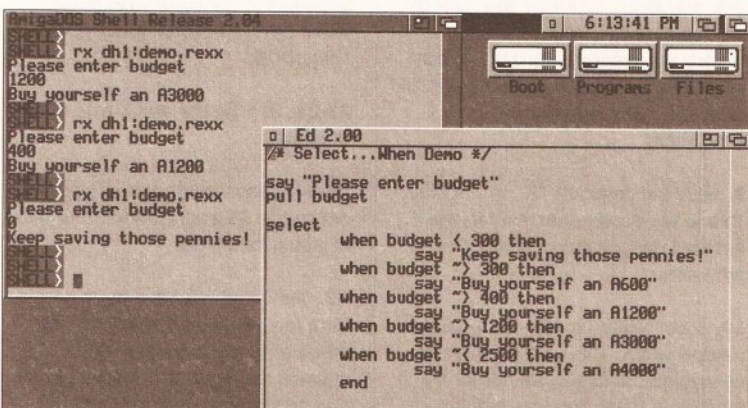 AmigaDOS Shell Release 2.04
SHELL>
SHELL> rx dh1:demo.rexx
Please enter budget
1200
Buy yourself an A3000
SHELL>
SHELL> rx dh1:demo.rexx
Please enter budget
400
Buy yourself an A1200
SHELL>
SHELL> rx dh1:demo.rexx
Please enter budget
0
Keep saving those pennies!
SHELL>
SHELL>
SHELL>
6:13:41 PM
Boot Programs Files
Ed 2.00
/* Select...When Demo */
say "Please enter budget"
pull budget
select
when budget < 300 then
say "Keep saving those pennies!"
when budget ~> 300 then
say "Buy yourself an A600"
when budget ~> 400 then
say "Buy yourself an A1200"
when budget ~> 1200 then
say "Buy yourself an A3000"
when budget ~< 2500 then
say "Buy yourself an A4000"
end